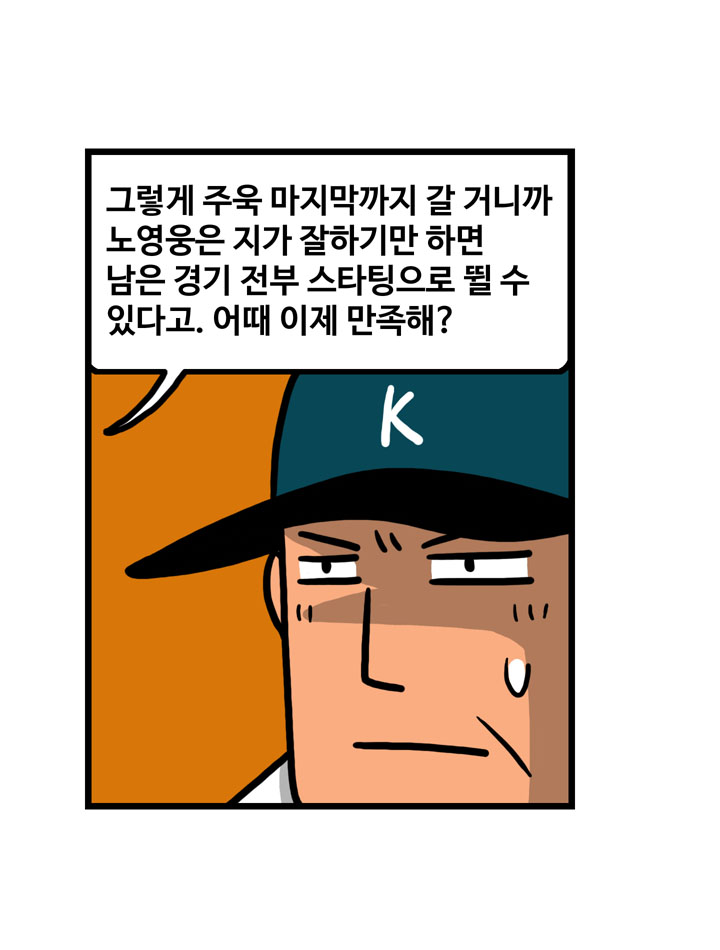 그렇게 주욱 마지막까지 갈 거니까
노영웅은 지가 잘하기만 하면
남은 경기 전부 스타팅으로 뛸 수
있다고. 어때 이제 만족해?
K